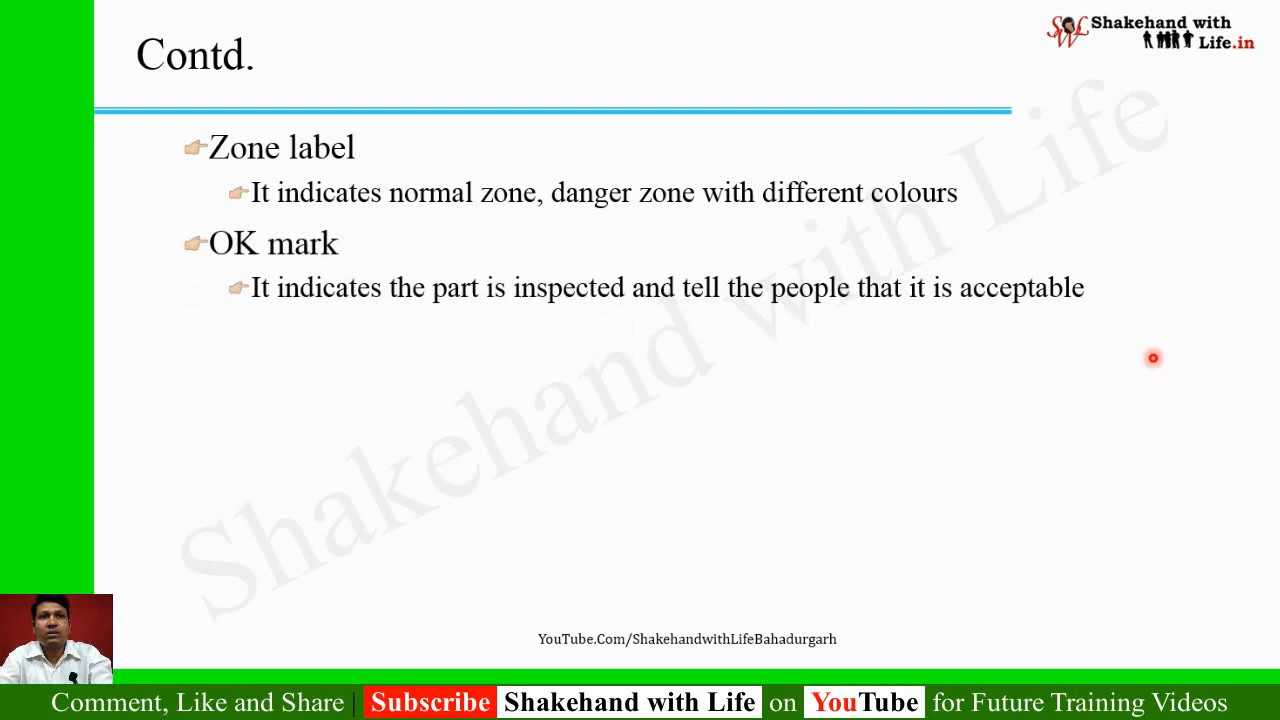 Contd.
SWL Shakehand with
Life.in
Zone label
It indicates normal zone, danger zone with different colours
OK mark
It indicates the part is inspected and tell the people that it is acceptable
Shakehand with Life
YouTube.Com/ShakehandwithLifeBahadurgarh
Comment, Like and Share | Subscribe Shakehand with Life on YouTube for Future Training Videos